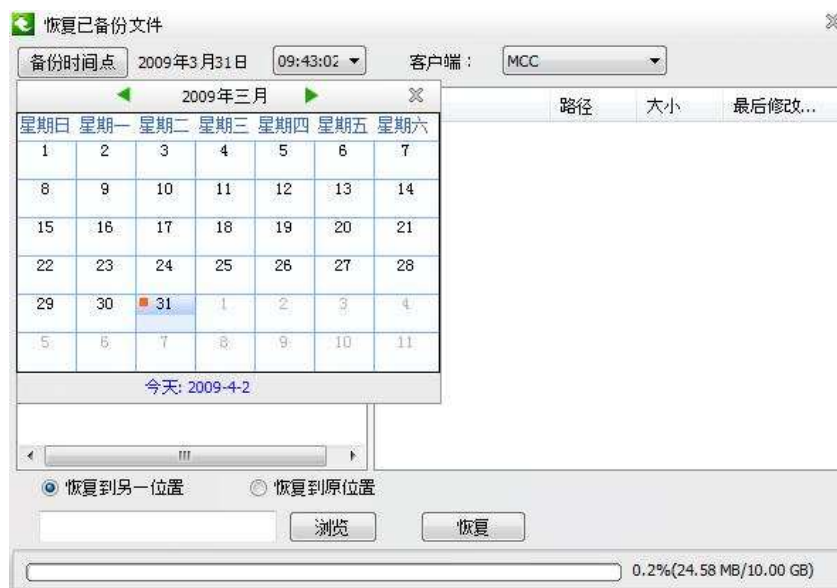 恢复已备份文件
备份时间点 2009年3月31日 09:43:02 客户端: MCC
2009年三月
路径 大小 最后修改...
星期日 星期一 星期二 星期三 星期四 星期五 星期六
1 2 3 4 5 6 7
8 9 10 11 12 13 14
15 16 17 18 19 20 21
22 23 24 25 26 27 28
29 30 31 1 2 3 4
5 6 7 8 9 10 11
今天: 2009-4-2
恢复到另一位置 恢复到原位置
浏览 恢复
0.2%(24.58 MB/10.00 GB)